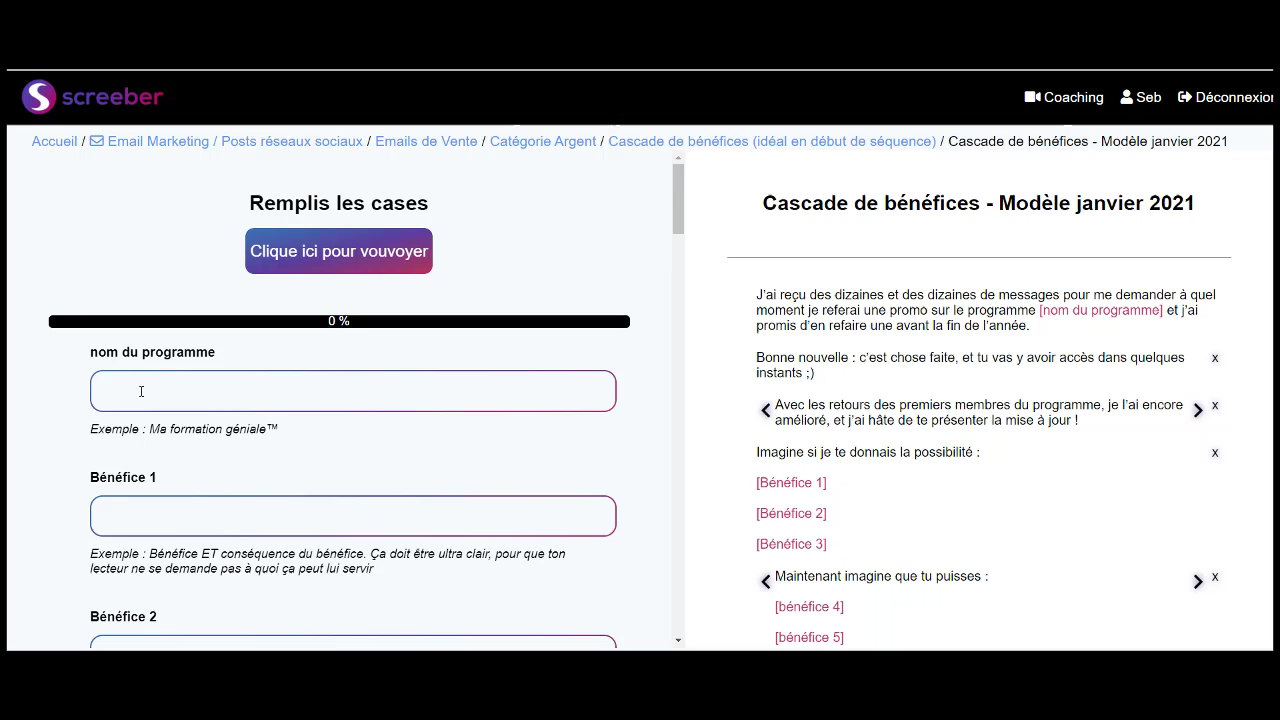 screeber
Coaching Seb Déconnexion
Accueil / Email Marketing / Posts réseaux sociaux / Emails de Vente / Catégorie Argent / Cascade de bénéfices (idéal en début de séquence) / Cascade de bénéfices - Modèle janvier 2021
Remplis les cases
Clique ici pour vouvoyer
0 %
nom du programme
Exemple : Ma formation géniale™
Bénéfice 1
Exemple : Bénéfice ET conséquence du bénéfice. Ça doit être ultra clair, pour que ton
lecteur ne se demande pas à quoi ça peut lui servir
Bénéfice 2
Cascade de bénéfices - Modèle janvier 2021
J'ai reçu des dizaines et des dizaines de messages pour me demander à quel
moment je referai une promo sur le programme [nom du programme] et j'ai
promis d'en refaire une avant la fin de l'année.
Bonne nouvelle : c'est chose faite, et tu vas y avoir accès dans quelques x
instants ;)
Avec les retours des premiers membres du programme, je l'ai encore x
amélioré, et j'ai hâte de te présenter la mise à jour !
Imagine si je te donnais la possibilité : x
[Bénéfice 1]
[Bénéfice 2]
[Bénéfice 3]
Maintenant imagine que tu puises : x
[bénéfice 4]
[bénéfice 5]